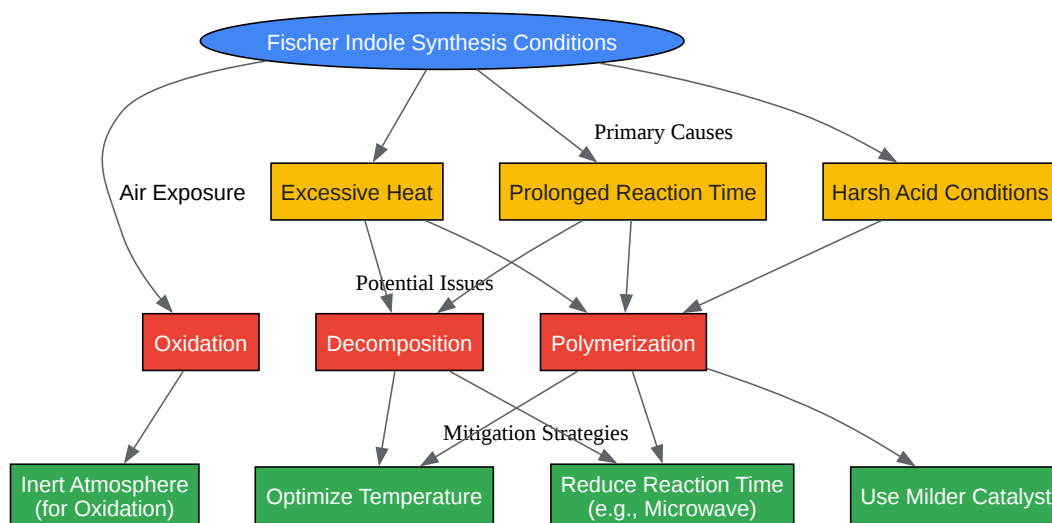 Fischer Indole Synthesis Conditions
Primary Causes
Air Exposure
Excessive Heat
Prolonged Reaction Time
Harsh Acid Conditions
Potential Issues
Oxidation
Decomposition
Polymerization
Mitigation Strategies
Inert Atmosphere
(for Oxidation)
Optimize Temperature
Reduce Reaction Time
(e.g., Microwave)
Use Milder Catalyst